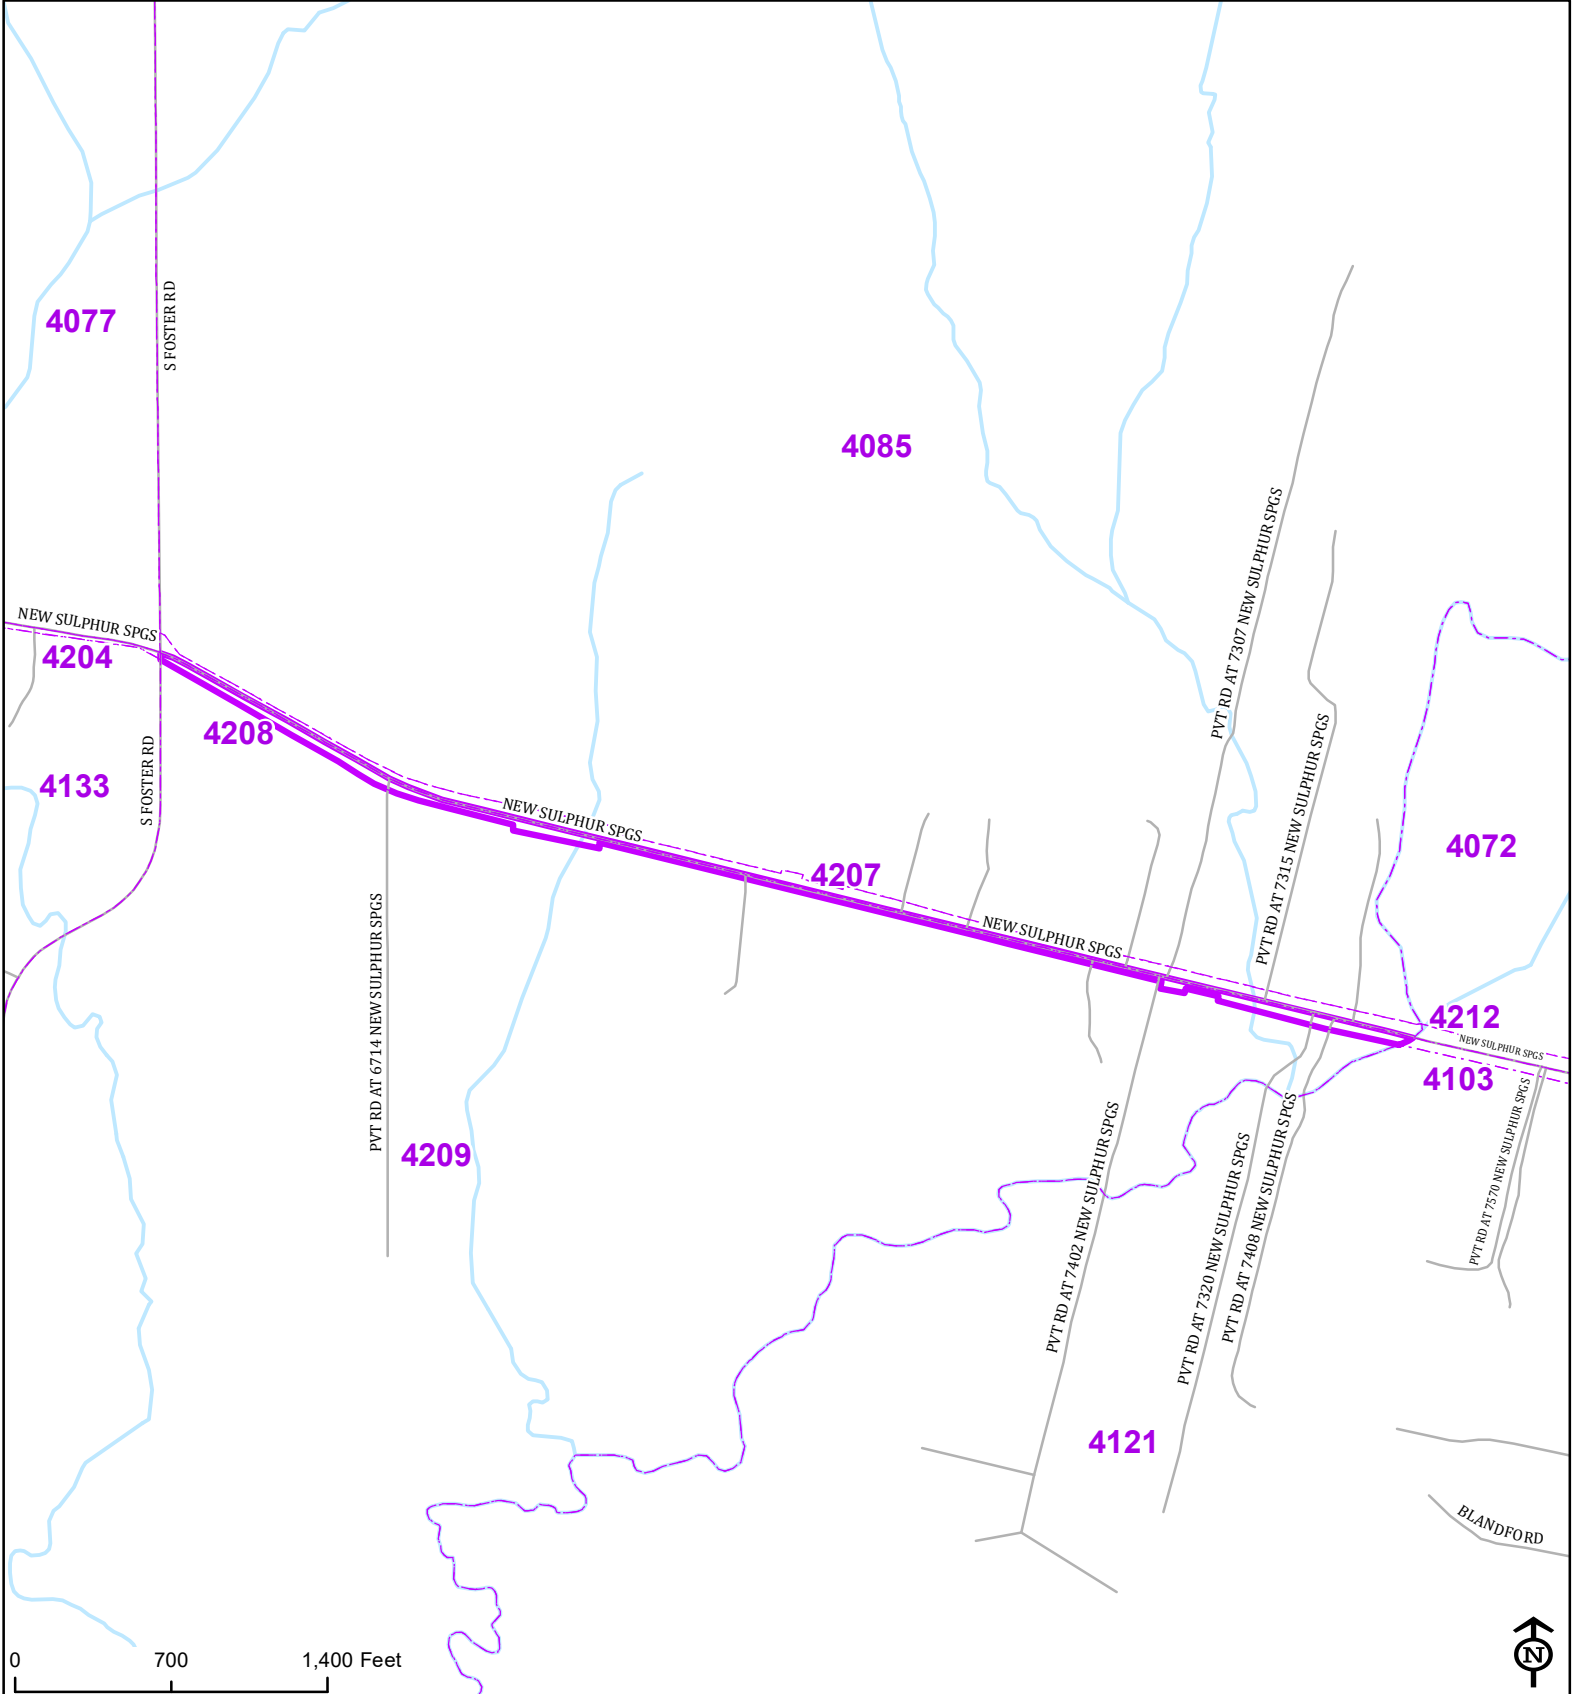 4077
S FOSTER RD
4085
PVT RD AT 7307 NEW SULPHUR SPGS
NEW SULPHUR SPGS
4204
4208
S FOSTER RD
4133
PVT RD AT 7315 NEW SULPHUR SPGS
NEW SULPHUR SPGS
4072
4207
PVT RD AT 6714 NEW SULPHUR SPGS
NEW SULPHUR SPGS
4212
NEW SULPHUR SPGS
4103
4209
PVT RD AT 7402 NEW SULPHUR SPGS
PVT RD AT 7320 NEW SULPHUR SPGS
PVT RD AT 7408 NEW SULPHUR SPGS
PVT RD AT 7570 NEW SULPHUR SPGS
4121
BLANDFORD
0 700 1,400 Feet
N